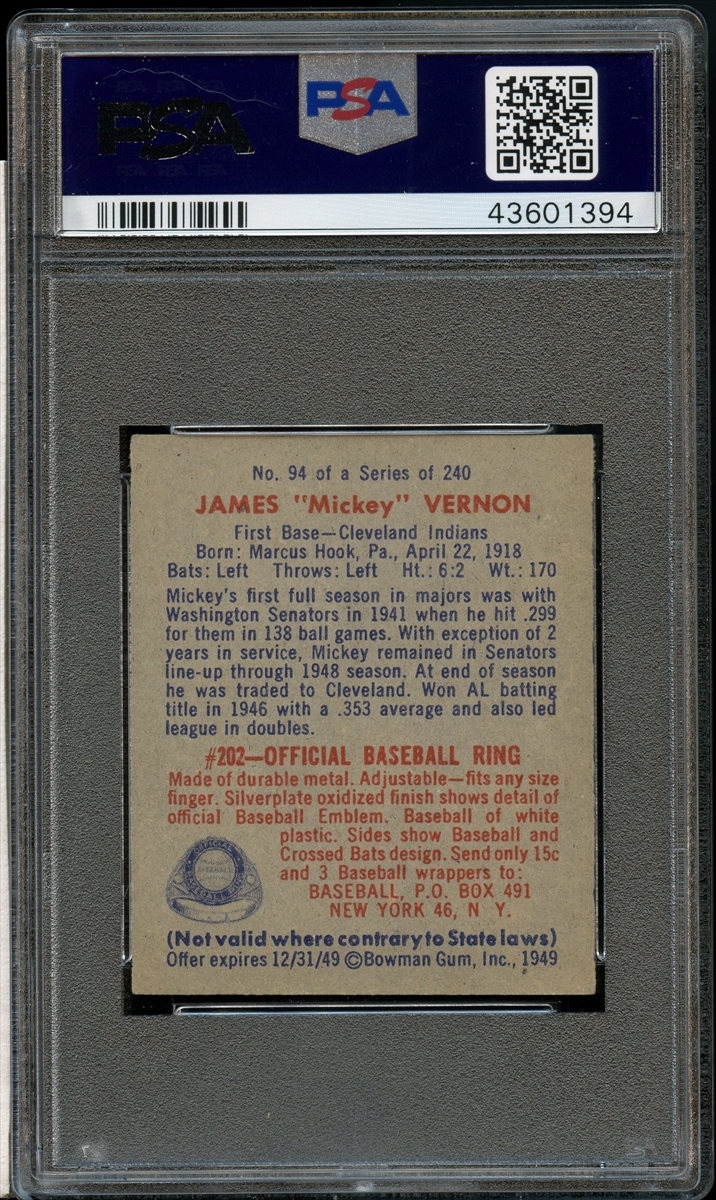 PSA
PSA
43601394
No. 94 of a Series of 240
JAMES "Mickey" VERNON
First Base—Cleveland Indians
Born: Marcus Hook, Pa., April 22, 1918
Bats: Left Throws: Left Ht.: 6:2 Wt.: 170
Mickey's first full season in majors was with
Washington Senators in 1941 when he hit .299
for them in 138 ball games. With exception of 2
years in service, Mickey remained in Senators
line-up through 1948 season. At end of season
he was traded to Cleveland. Won AL batting
title in 1946 with a .353 average and also led
league in doubles.
#202—OFFICIAL BASEBALL RING
Made of durable metal. Adjustable—fits any size
finger. Silverplate oxidized finish shows detail of
official Baseball Emblem. Baseball of white
plastic. Sides show Baseball and
Crossed Bats design. Send only 15c
and 3 Baseball wrappers to:
BASEBALL, P.O. BOX 491
NEW YORK 46, N Y.
OFFICIAL
BASEBALL
BASEBALL RING
(Not valid where contrary to State laws)
Offer expires 12/31/49 ©Bowman Gum, Inc., 1949